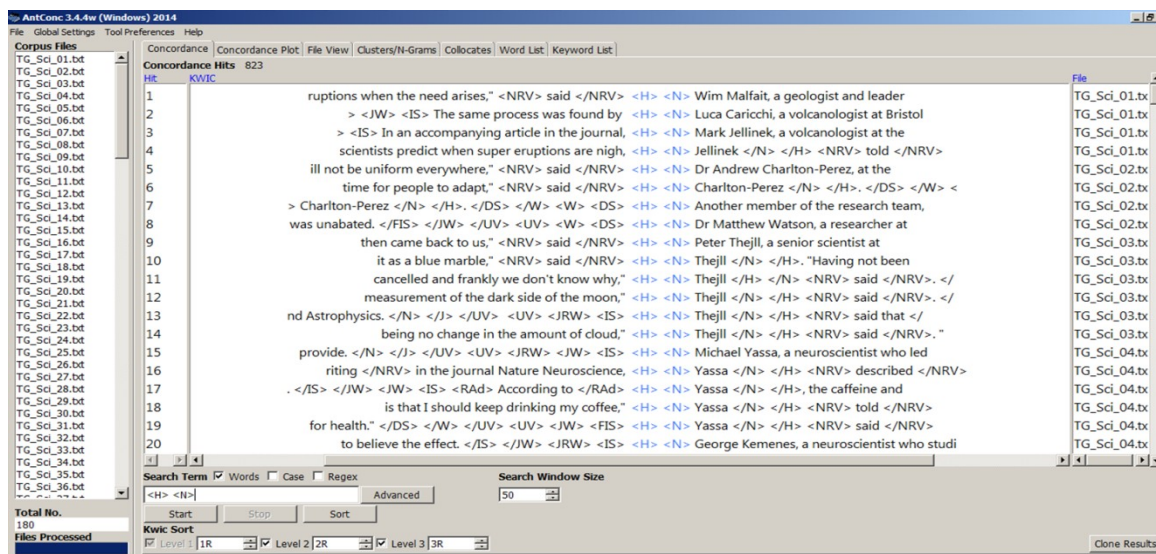 AntConc 3.4.4w (Windows) 2014
File Global Settings Tool Preferences Help
Corpus Files
TG_Sci_01.txt
TG_Sci_02.txt
TG_Sci_03.txt
TG_Sci_04.txt
TG_Sci_05.txt
TG_Sci_06.txt
TG_Sci_07.txt
TG_Sci_08.txt
TG_Sci_09.txt
TG_Sci_10.txt
TG_Sci_11.txt
TG_Sci_12.txt
TG_Sci_13.txt
TG_Sci_14.txt
TG_Sci_15.txt
TG_Sci_16.txt
TG_Sci_17.txt
TG_Sci_18.txt
TG_Sci_19.txt
TG_Sci_20.txt
TG_Sci_21.txt
TG_Sci_22.txt
TG_Sci_23.txt
TG_Sci_24.txt
TG_Sci_25.txt
TG_Sci_26.txt
TG_Sci_27.txt
TG_Sci_28.txt
TG_Sci_29.txt
TG_Sci_30.txt
TG_Sci_31.txt
TG_Sci_32.txt
TG_Sci_33.txt
TG_Sci_34.txt
TG_Sci_35.txt
TG_Sci_36.txt
Total No.
180
Files Processed
Concordance Concordance Plot File View Clusters/N-Grams Collocates Word List Keyword List
Concordance Hits 823
Hit KWIC File
1 ruptions when the need arises," <NRV> said </NRV> <H> <N> Wim Malfait, a geologist and leader TG_Sci_01.tx
2 > <JW> <IS> The same process was found by <H> <N> Luca Caricchi, a volcanologist at Bristol TG_Sci_01.tx
3 > <IS> In an accompanying article in the journal, <H> <N> Mark Jellinek, a volcanologist at the TG_Sci_01.tx
4 scientists predict when super eruptions are nigh, <H> <N> Jellinek </N> </H> <NRV> told </NRV> TG_Sci_01.tx
5 ill not be uniform everywhere," <NRV> said </NRV> <H> <N> Dr Andrew Charlton-Perez, at the TG_Sci_02.tx
6 time for people to adapt," <NRV> said </NRV> <H> <N> Charlton-Perez </N> </H>. </DS> </W> < TG_Sci_02.tx
7 > Charlton-Perez </N> </H>. </DS> </W> <W> <DS> <H> <N> Another member of the research team, TG_Sci_02.tx
8 was unabated. </FIS> </JW> </UV> <UV> <W> <DS> <H> <N> Dr Matthew Watson, a researcher at TG_Sci_02.tx
9 then came back to us," <NRV> said </NRV> <H> <N> Peter Thejll, a senior scientist at TG_Sci_03.tx
10 it as a blue marble," <NRV> said </NRV> <H> <N> Thejll </N> </H>. "Having not been TG_Sci_03.tx
11 cancelled and frankly we don't know why," <H> <N> Thejll </H> </N> <NRV> said </NRV>. </ TG_Sci_03.tx
12 measurement of the dark side of the moon," <H> <N> Thejll </N> </H> <NRV> said </NRV>. </ TG_Sci_03.tx
13 nd Astrophysics. </N> </J> </UV> <UV> <JRW> <IS> <H> <N> Thejll </N> </H> <NRV> said that </ TG_Sci_03.tx
14 being no change in the amount of cloud," <H> <N> Thejll </N> </H> <NRV> said </NRV>. " TG_Sci_03.tx
15 provide. </N> </J> </UV> <UV> <JRW> <JW> <IS> <H> <N> Michael Yassa, a neuroscientist who led TG_Sci_04.tx
16 riting </NRV> in the journal Nature Neuroscience, <H> <N> Yassa </N> </H> <NRV> described </NRV> TG_Sci_04.tx
17 . </IS> </JW> <JW> <IS> <RAd> According to </RAd> <H> <N> Yassa </N> </H>, the caffeine and TG_Sci_04.tx
18 is that I should keep drinking my coffee," <H> <N> Yassa </N> </H> <NRV> told </NRV> TG_Sci_04.tx
19 for health." </DS> </W> </UV> <UV> <JW> <FIS> <H> <N> Yassa </N> </H> <NRV> said </NRV> TG_Sci_04.tx
20 to believe the effect. </IS> </JW> <JRW> <IS> <H> <N> George Kemenes, a neuroscientist who studi TG_Sci_04.tx
Search Term Words Case Regex Search Window Size
<H> <N> Advanced 50
Start Stop Sort
Kwic Sort
Level 1 1R Level 2 2R Level 3 3R Clone Results